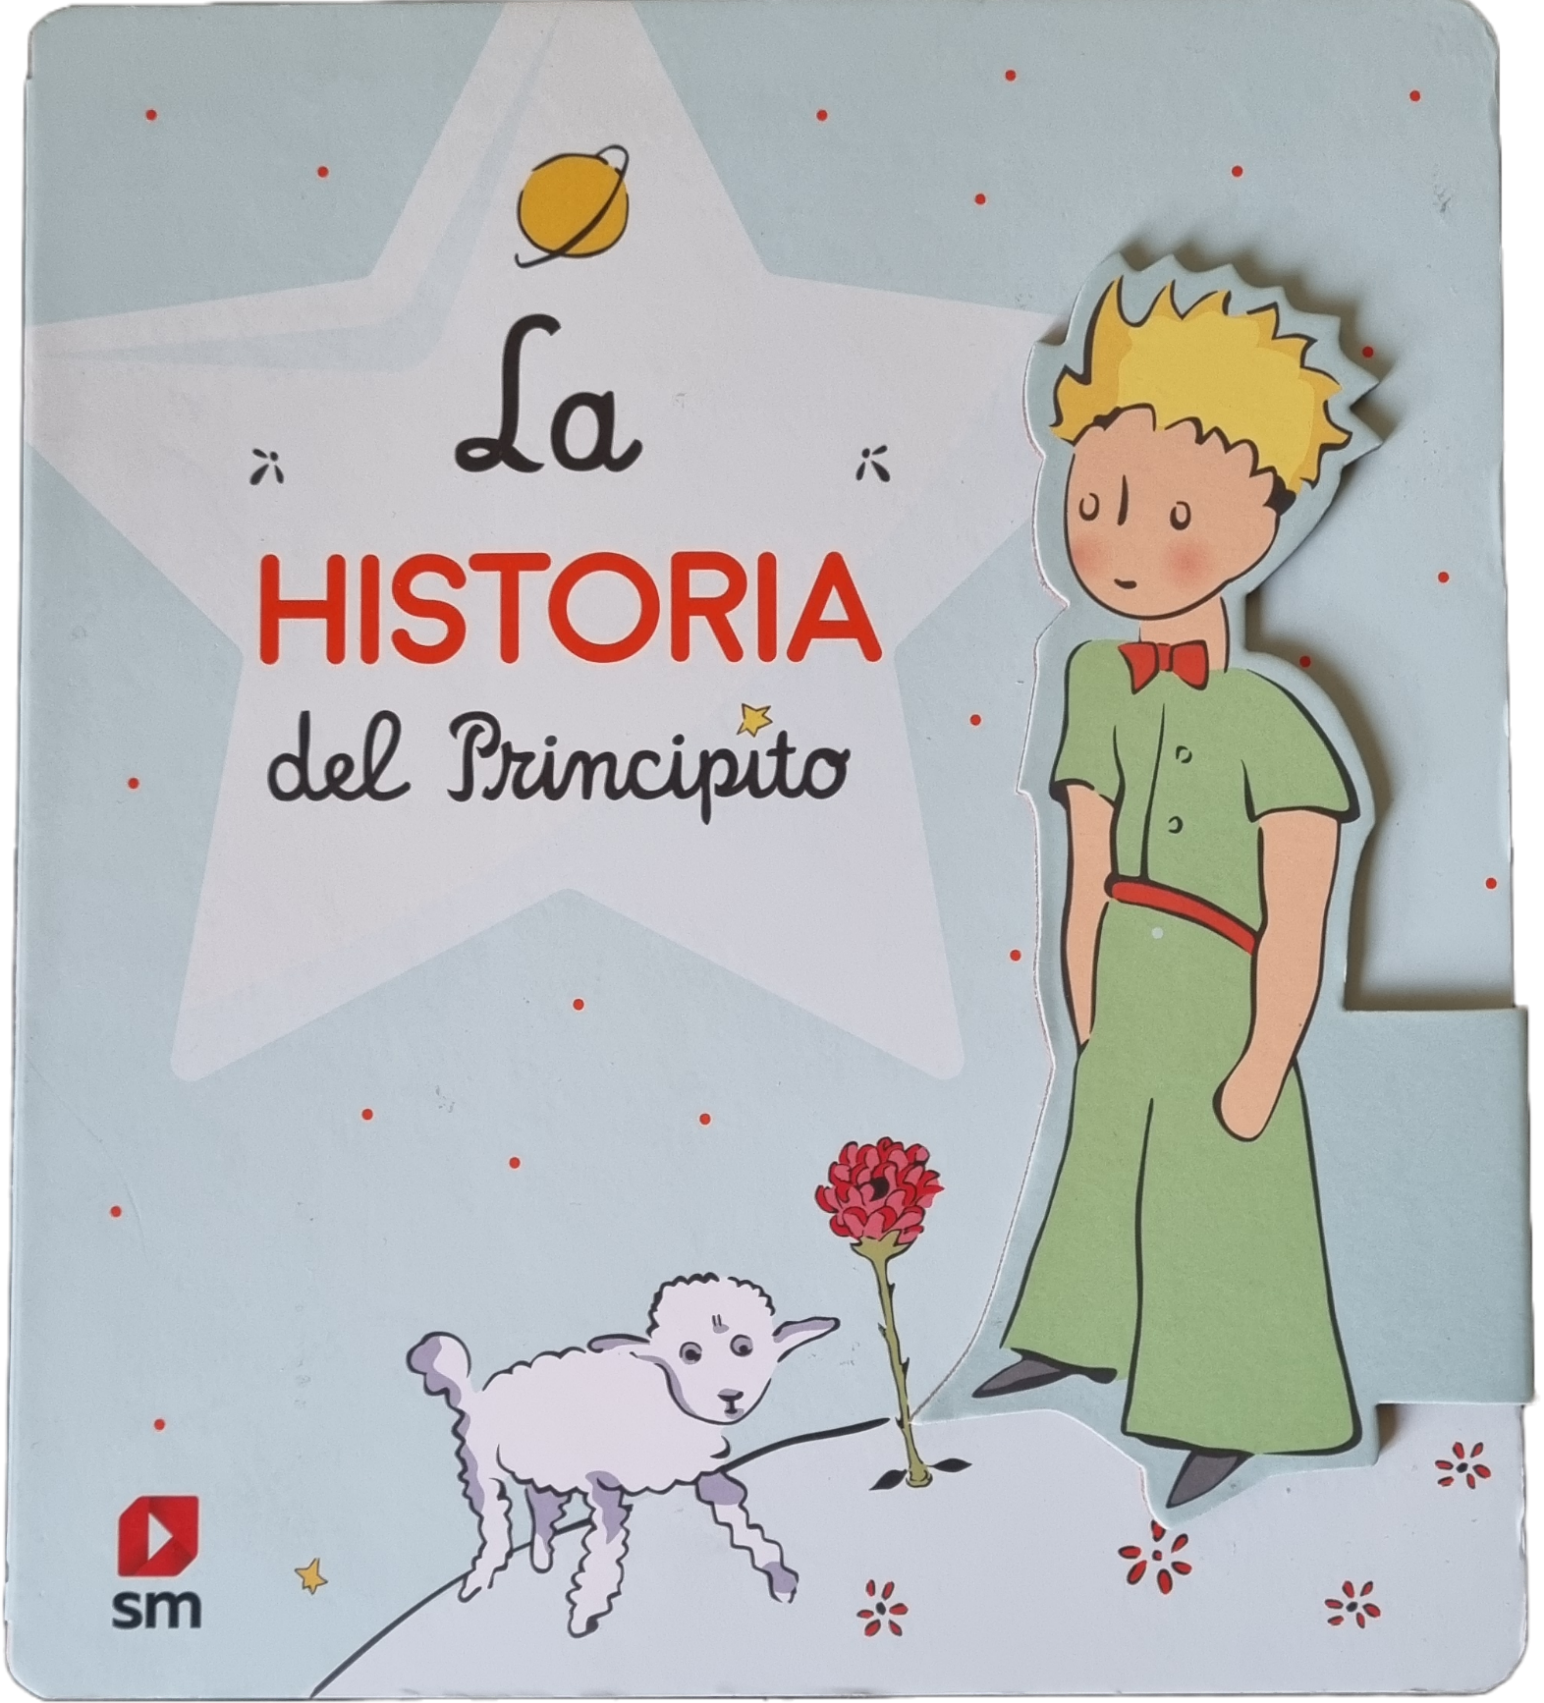 La
HISTORIA
del Principito
sm